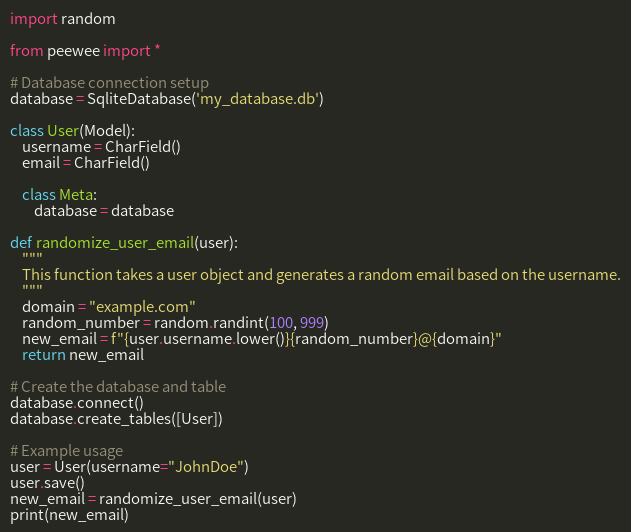 import random

from peewee import *

# Database connection setup
database = SqliteDatabase('my_database.db')

class User(Model):
    username = CharField()
    email = CharField()

    class Meta:
        database = database

def randomize_user_email(user):
    """
    This function takes a user object and generates a random email based on the username.
    """
    domain = "example.com"
    random_number = random.randint(100, 999)
    new_email = f"{user.username.lower()}{random_number}@{domain}"
    return new_email

# Create the database and table
database.connect()
database.create_tables([User])

# Example usage
user = User(username="JohnDoe")
user.save()
new_email = randomize_user_email(user)
print(new_email)